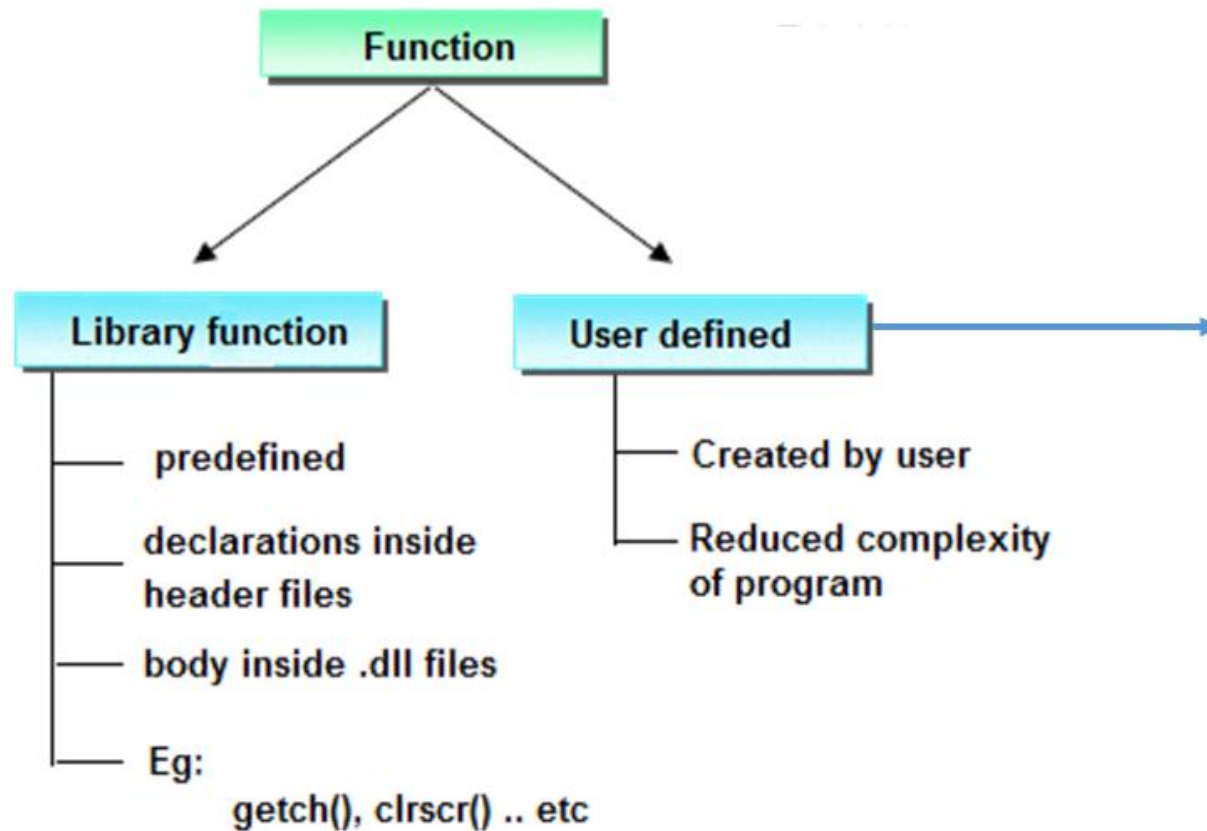 Function
Library function
predefined
declarations inside
header files
body inside .dll files
Eg:
getch(), clrscr() .. etc
User defined
Created by user
Reduced complexity
of program